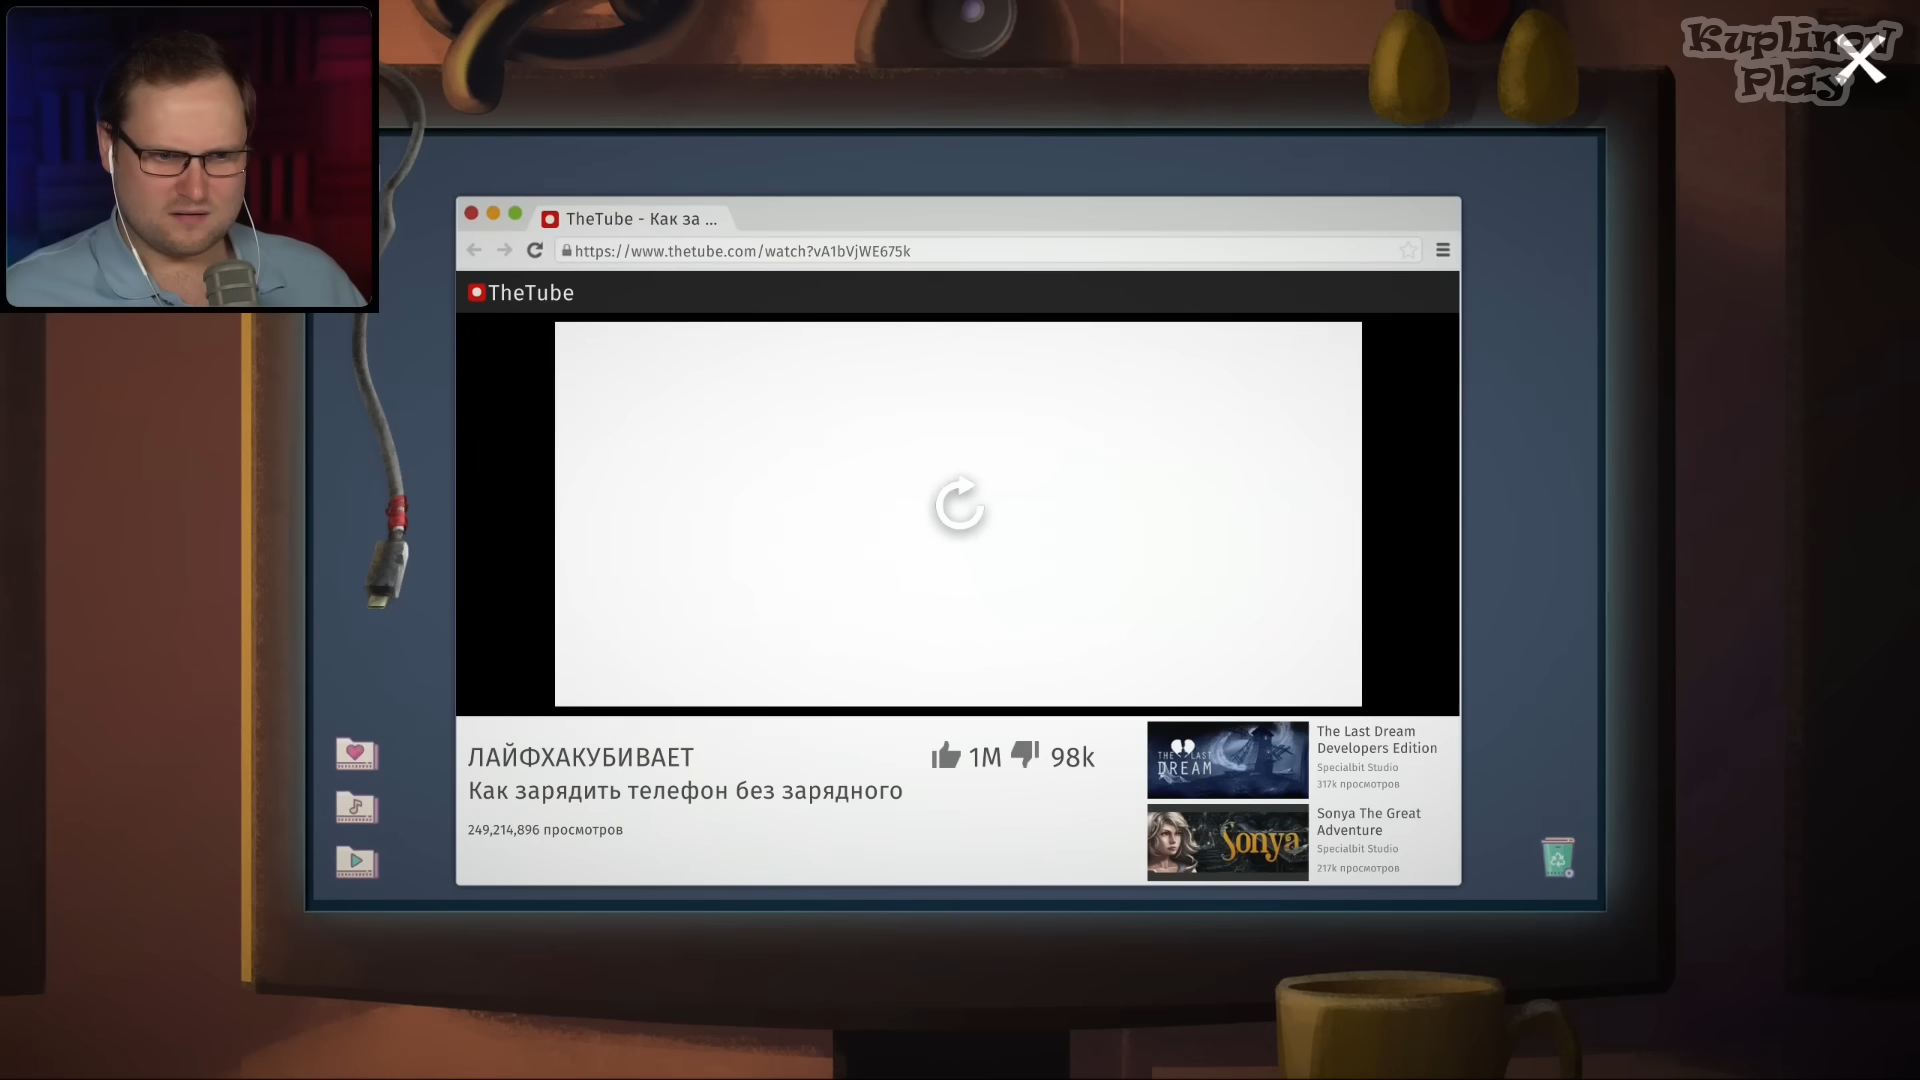 Kuplinov
Play
TheTube - Как за ...
https://www.thetube.com/watch?vA1bVjWE675k
TheTube
ЛАЙФХАКУБИВАЕТ
1M
98k
Как зарядить телефон без зарядного
249,214,896 просмотров
THE LAST
DREAM
The Last Dream
Developers Edition
Specialbit Studio
317k просмотров
Sonya
Sonya The Great
Adventure
Specialbit Studio
217k просмотров